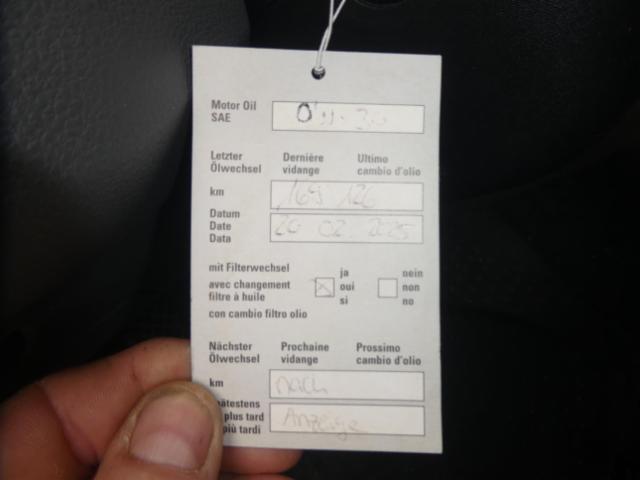 Motor Oil
SAE
0W-30
Letzter Ölwechsel Dernière vidange Ultimo cambio d'olio
km 169 126
Datum
Date
Data
20 02 2025
mit Filterwechsel
avec changement filtre à huile
con cambio filtro olio
ja
oui
si
nein
non
no
Nächster Ölwechsel Prochaine vidange Prossimo cambio d'olio
km nach
plus tard
più tardi
Anzeige